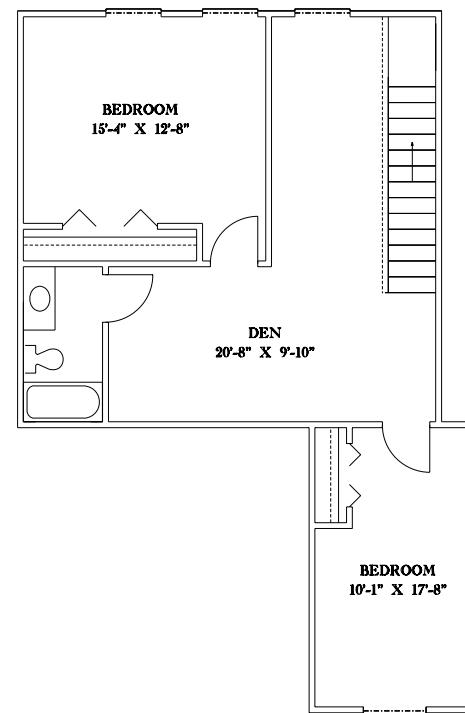 BEDROOM
15'-4" X 12'-8"
DEN
20'-8" X 9'-10"
BEDROOM
10'-1" X 17'-8"